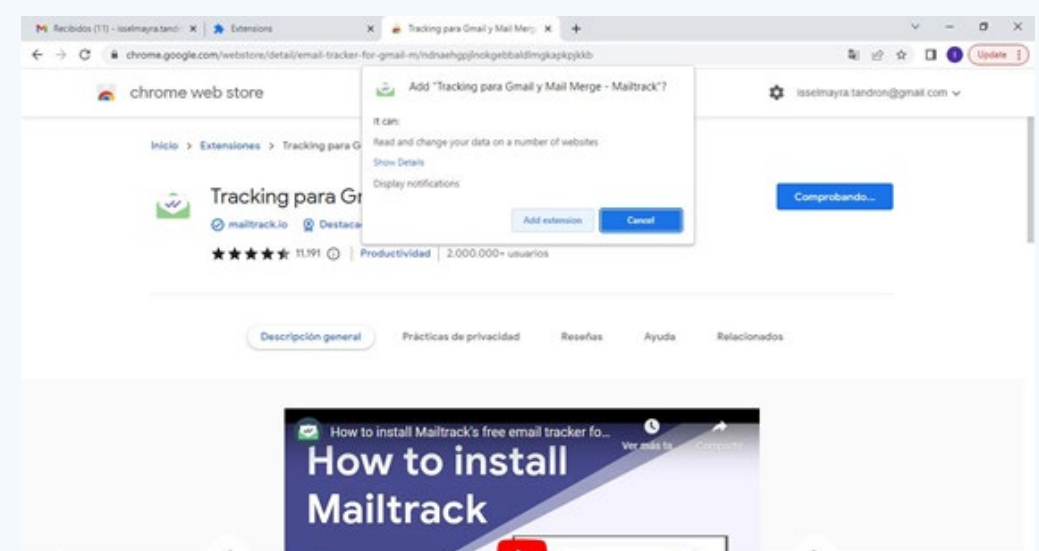 Recibidos (11) - isselmayra.tandr
Extensions
Tracking para Gmail y Mail Merg
chrome.google.com/webstore/detail/email-tracker-for-gmail-m/ndnaehgpjlnokgebbaldlmgkapkpjkkb
Update
chrome web store
isselmayra.tandron@gmail.com
Add "Tracking para Gmail y Mail Merge - Mailtrack"?
It can:
Read and change your data on a number of websites
Show Details
Display notifications
Add extension
Cancel
Inicio > Extensiones > Tracking para G
Tracking para Gr
Comprobando...
mailtrack.io
Destaca
11.191
Productividad
2.000.000+ usuarios
Descripción general
Prácticas de privacidad
Reseñas
Ayuda
Relacionados
How to install Mailtrack's free email tracker fo...
Ver más ta...
Compartir
How to install
Mailtrack